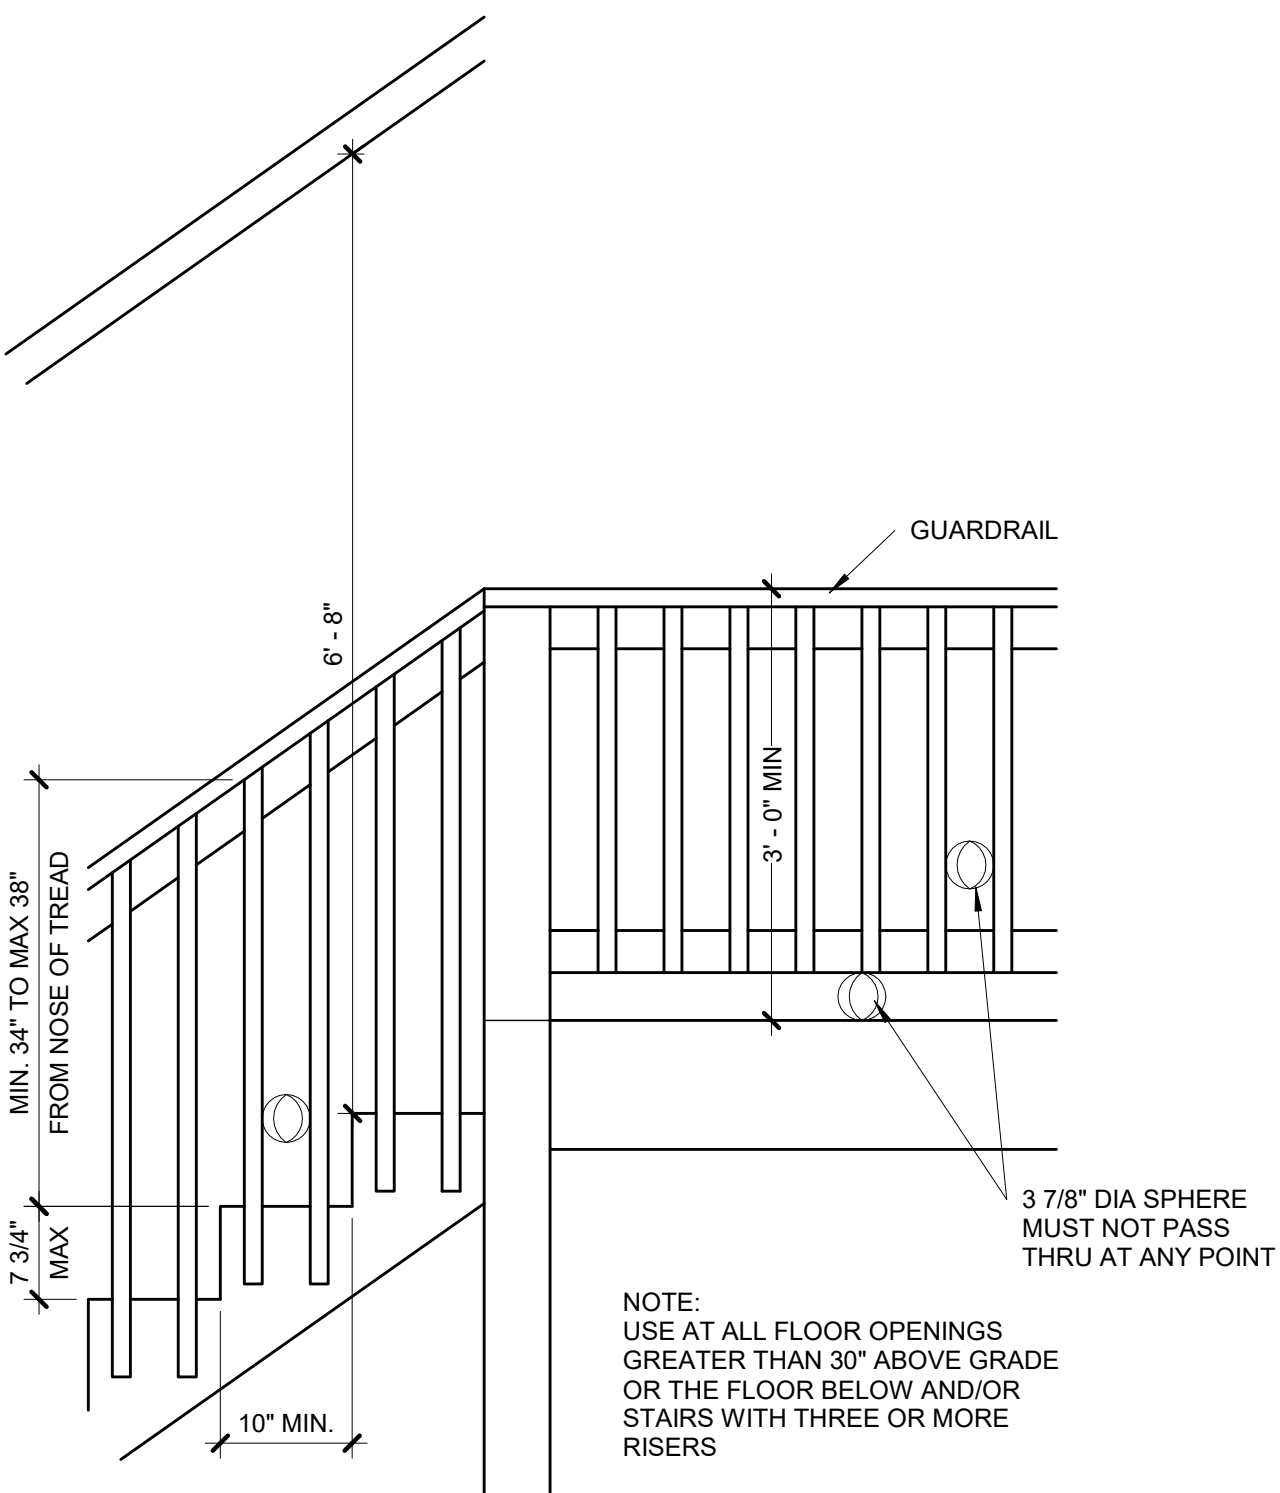 GUARDRAIL
6' - 8"
3' - 0" MIN
MIN. 34" TO MAX 38"
FROM NOSE OF TREAD
7 3/4"
MAX
10" MIN.
3 7/8" DIA SPHERE
MUST NOT PASS
THRU AT ANY POINT
NOTE:
USE AT ALL FLOOR OPENINGS
GREATER THAN 30" ABOVE GRADE
OR THE FLOOR BELOW AND/OR
STAIRS WITH THREE OR MORE
RISERS